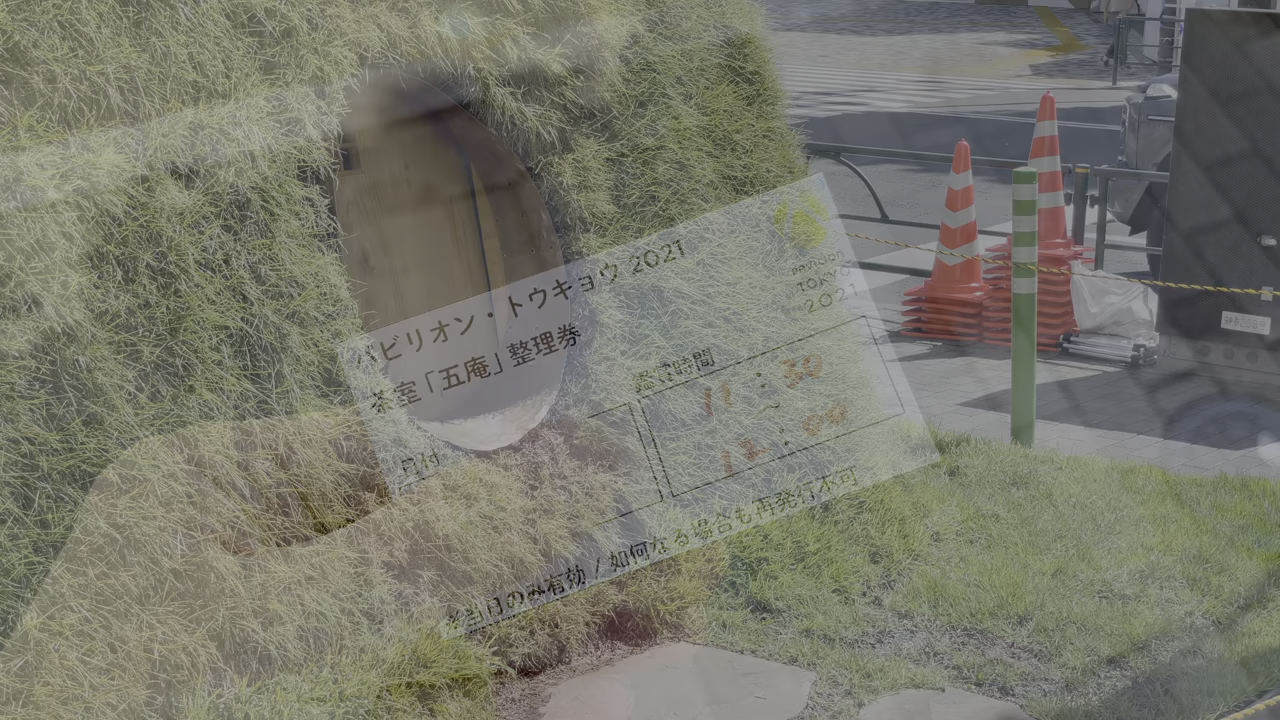 パビリオン・トウキョウ 2021
茶室「五庵」整理券
PAVILION
TOKYO
2021
日付
鑑賞時間
11:30
~
12:00
※当日のみ有効 / 如何なる場合も再発行不可